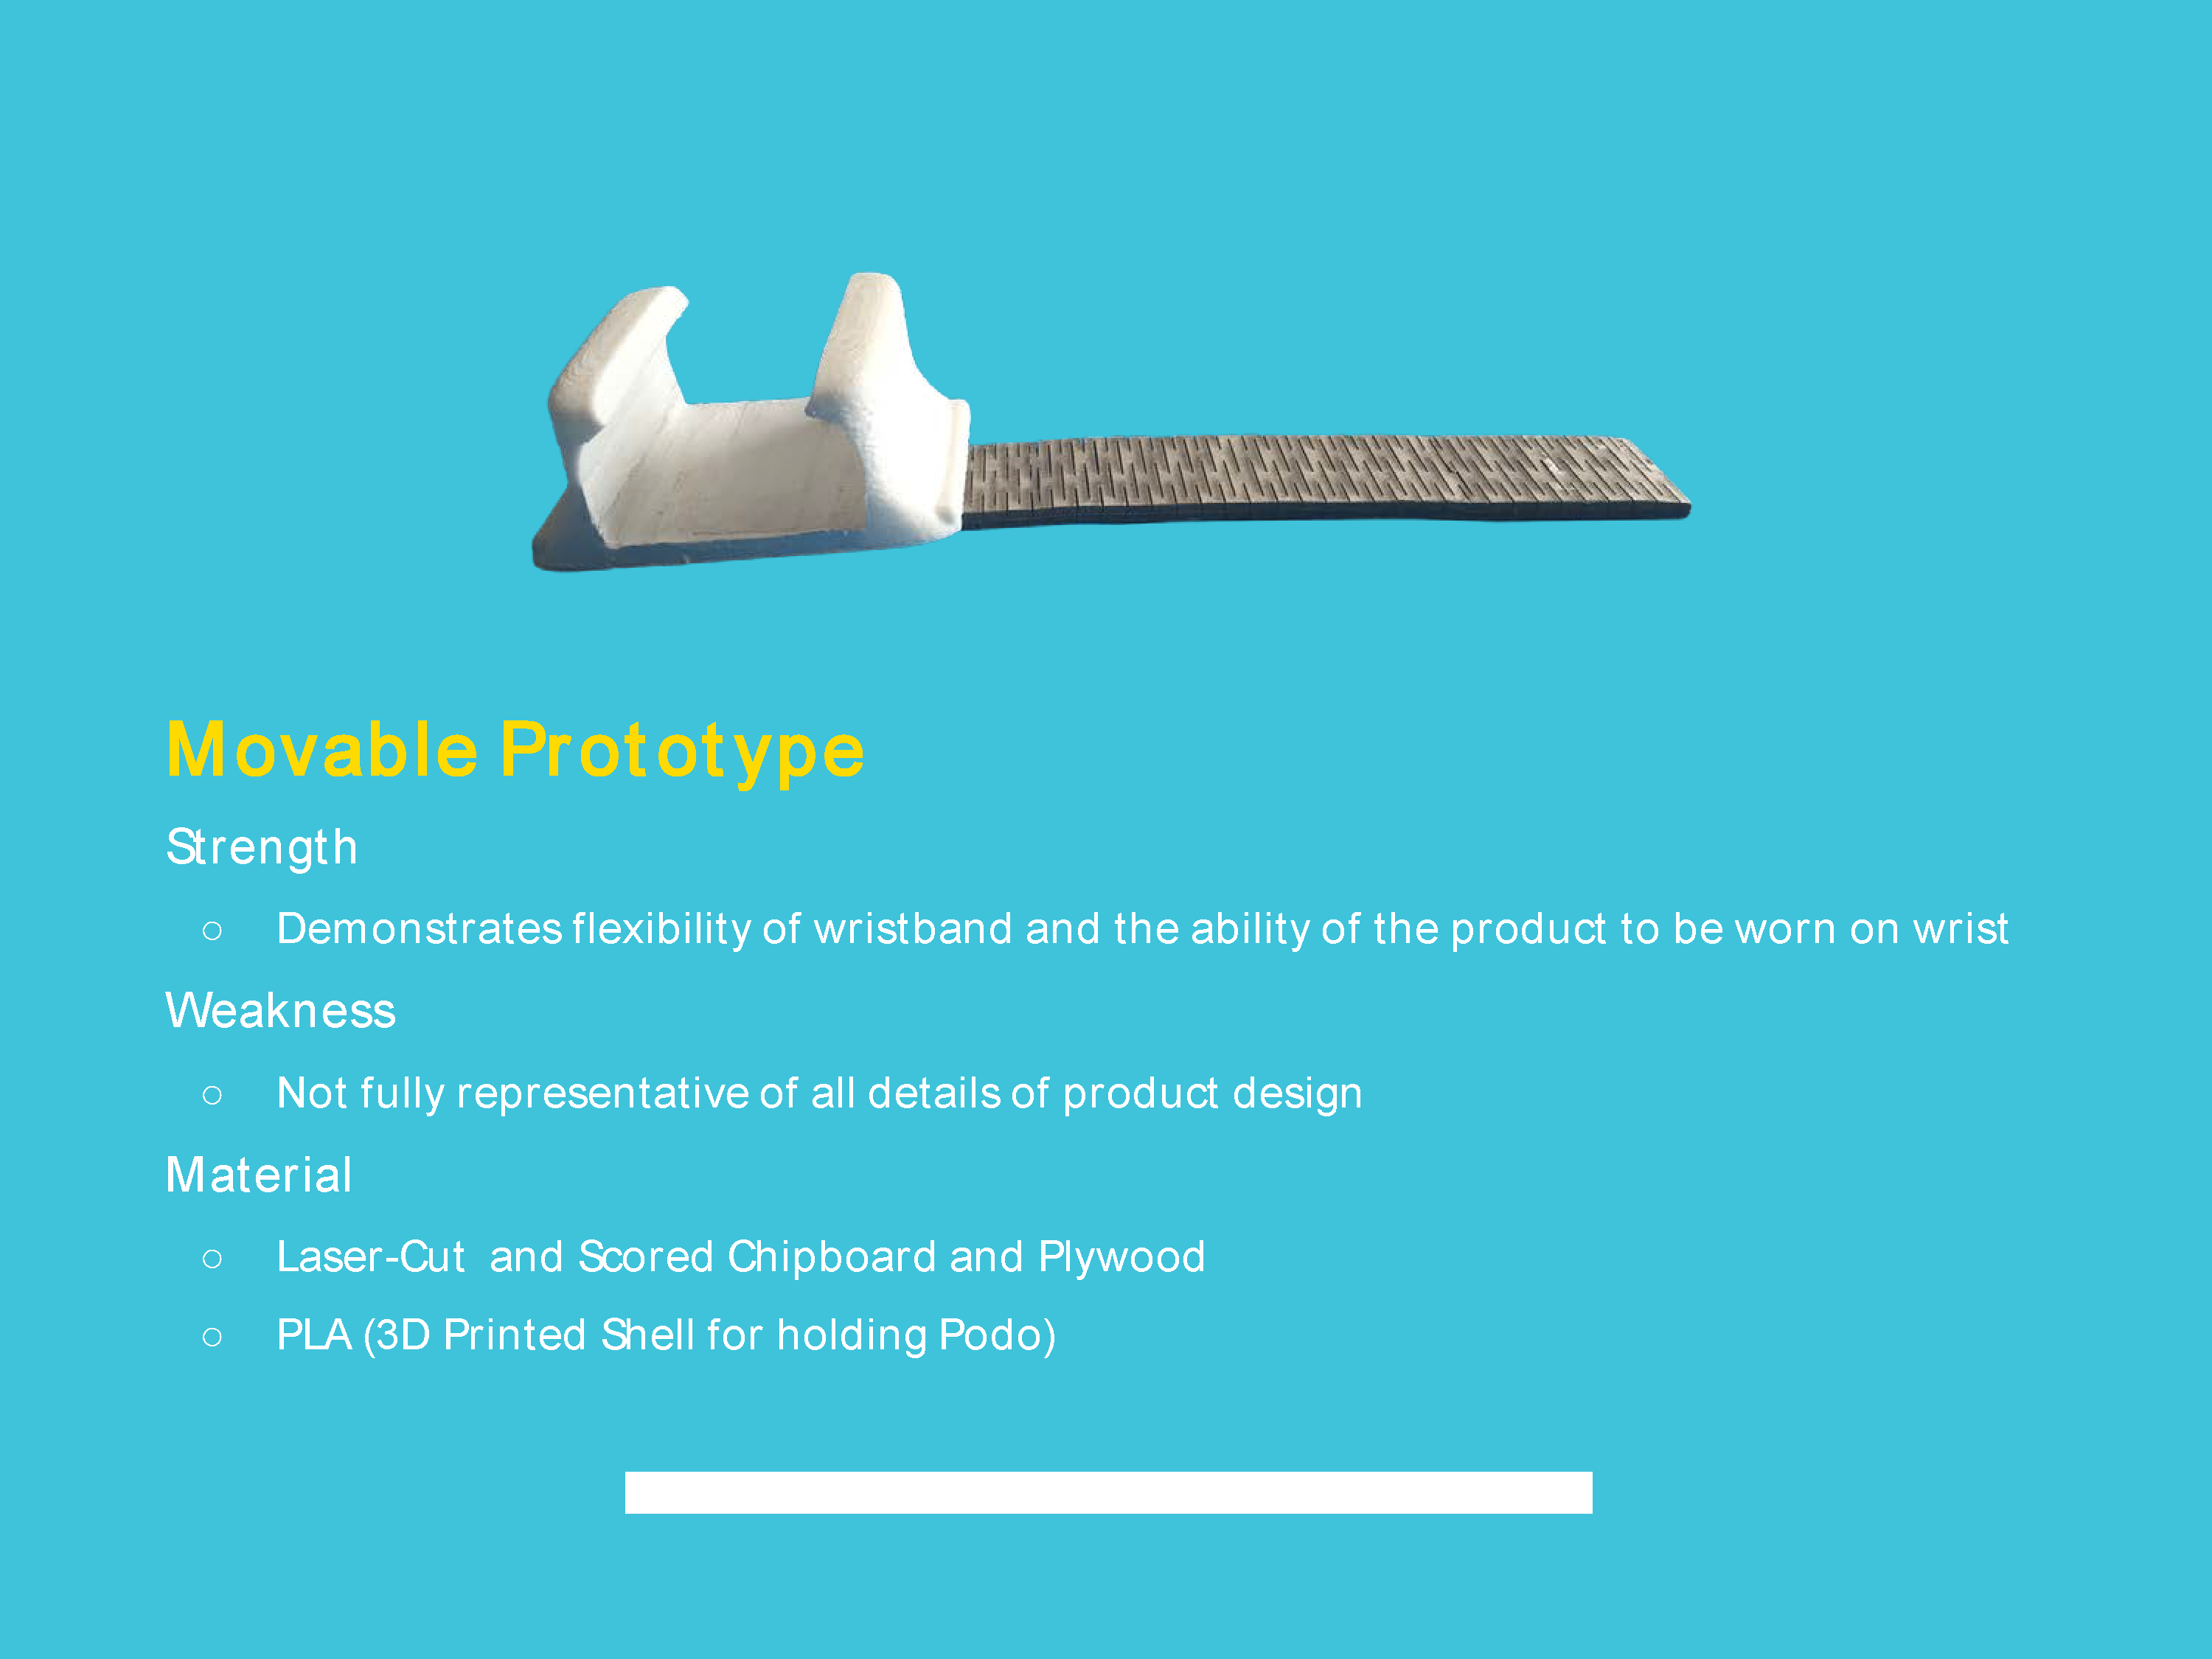 Movable Prototype
Strength
○ Demonstrates flexibility of wristband and the ability of the product to be worn on wrist
Weakness
○ Not fully representative of all details of product design
Material
○ Laser-Cut and Scored Chipboard and Plywood
○ PLA (3D Printed Shell for holding Podo)